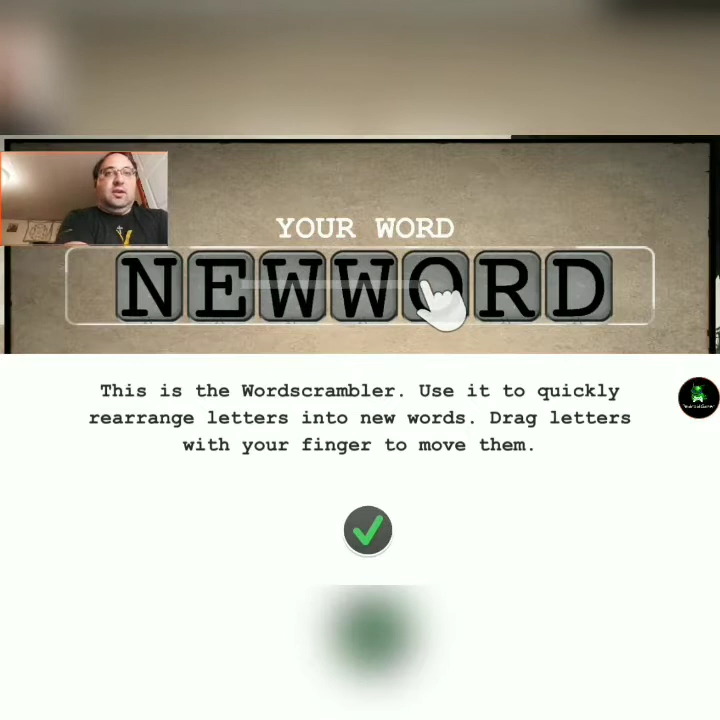 YOUR WORD
NEWWORD
This is the Wordscrambler. Use it to quickly
rearrange letters into new words. Drag letters
with your finger to move them.